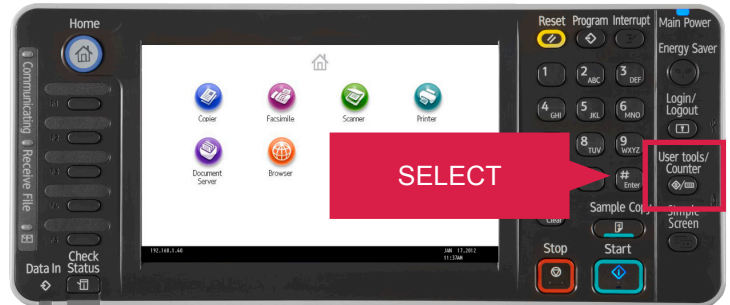 Home
Communicating
Receive File
Data In
Check
Status
Copier
Facsimile
Scanner
Printer
Document
Server
Browser
192.168.1.40
JAN 17.2012
11:37AM
SELECT
Reset
Program
Interrupt
1
2 ABC
3 DEF
4 GHI
5 JKL
6 MNO
8 TUV
9 WXYZ
# Enter
Clear
Sample Copy
Stop
Start
Main Power
Energy Saver
Login/
Logout
User tools/
Counter
Simple
Screen